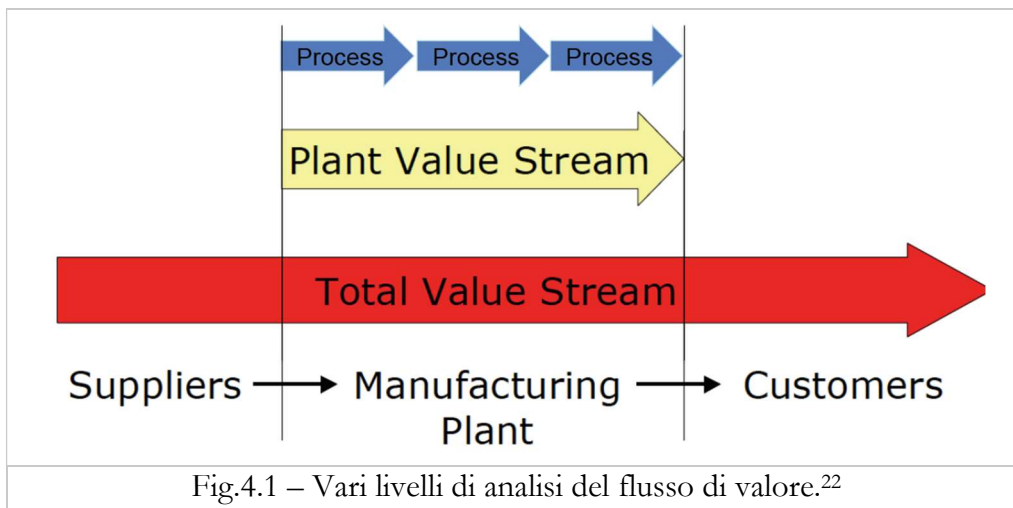 Process Process Process
Plant Value Stream
Total Value Stream
Suppliers Manufacturing Customers
Plant
Fig.4.1 – Vari livelli di analisi del flusso di valore.22